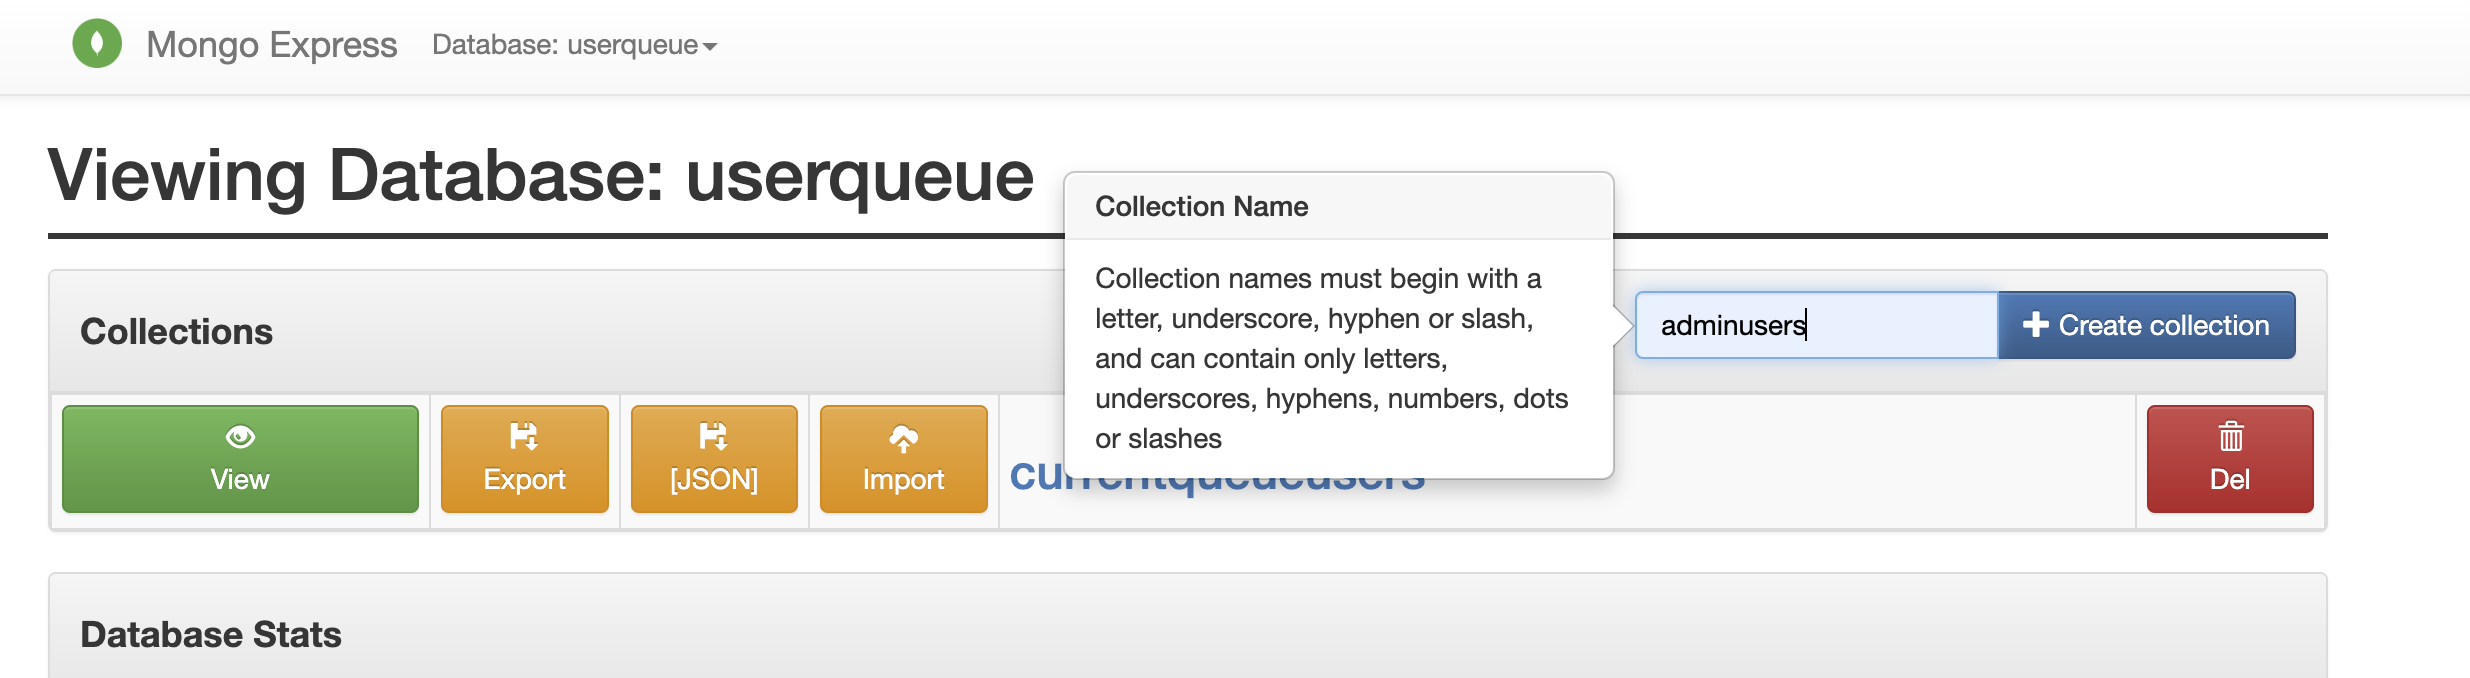 Mongo Express Database: userqueue
Viewing Database: userqueue
Collection Name
Collection names must begin with a
letter, underscore, hyphen or slash,
and can contain only letters,
underscores, hyphens, numbers, dots
or slashes
Collections
adminusers
Create collection
View
Export
[JSON]
Import
currentqueueusers
Del
Database Stats